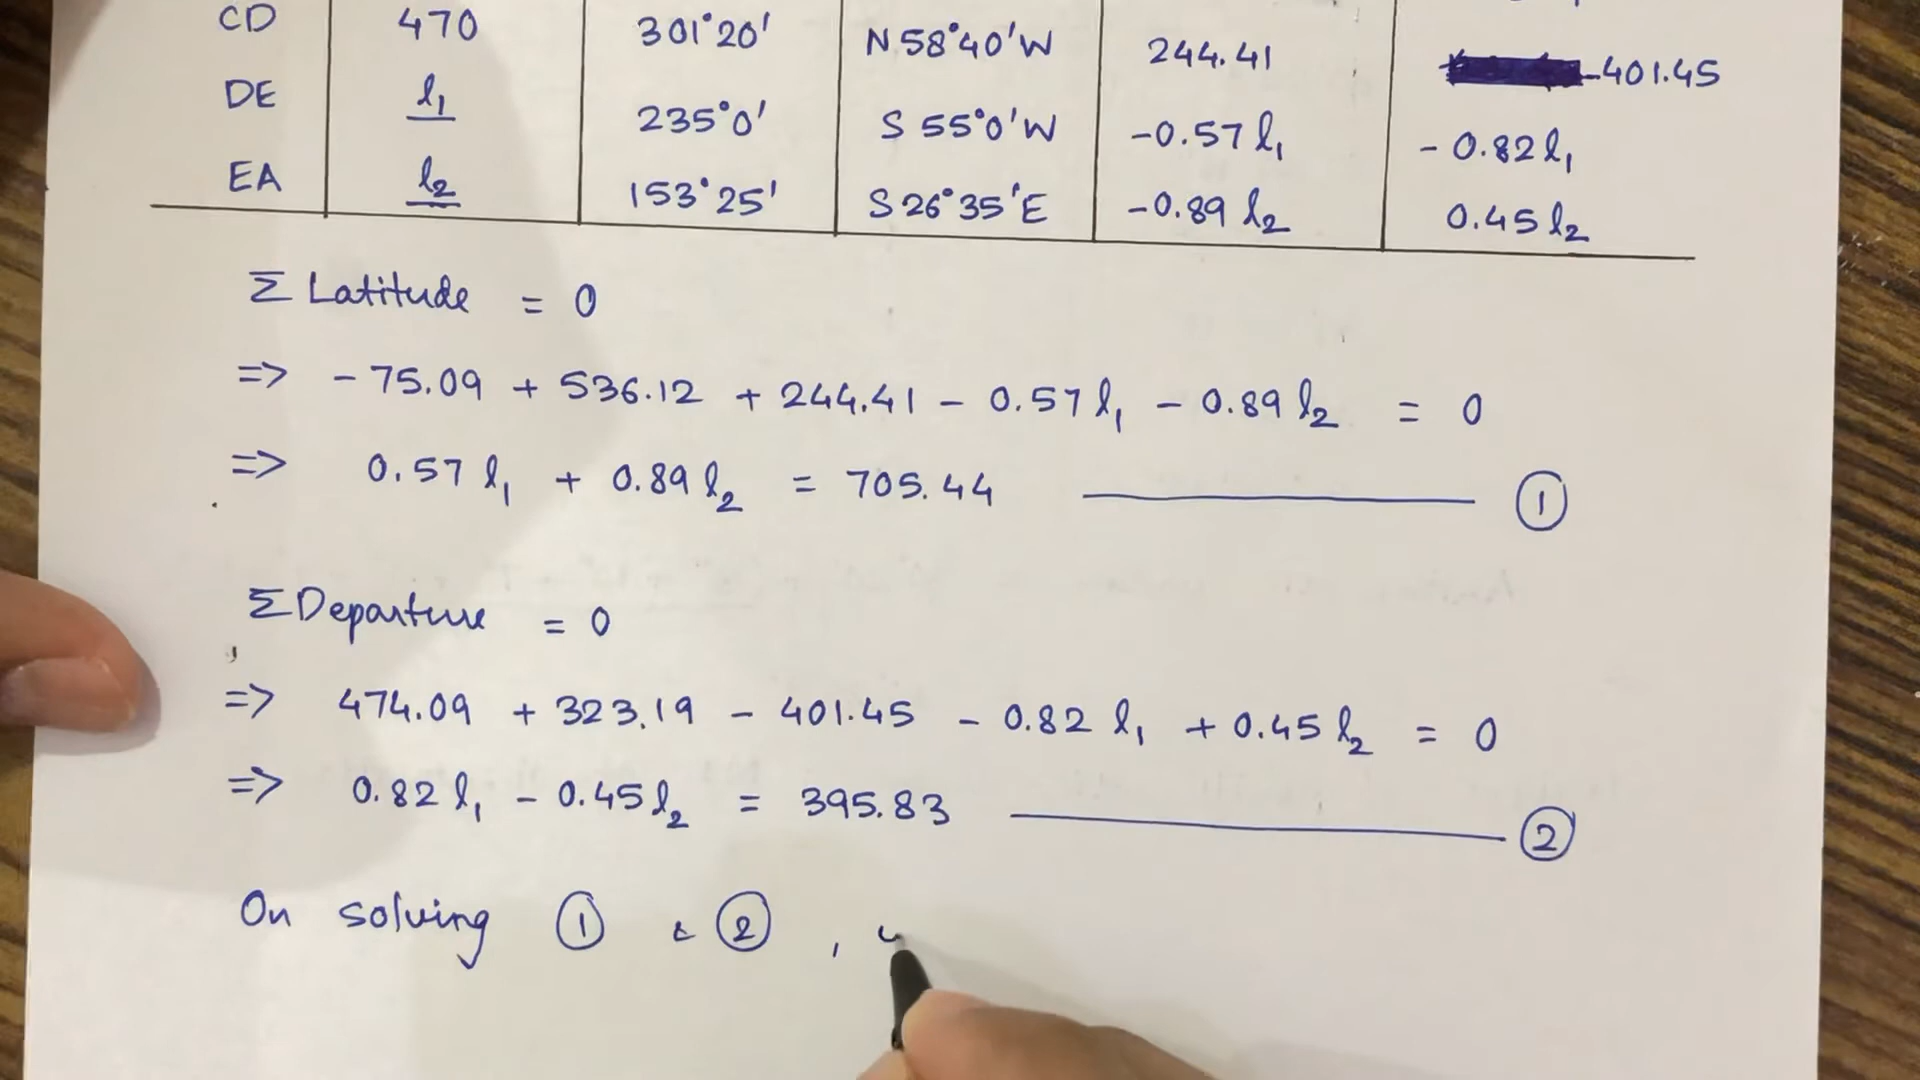 CD 470 301°20' N 58°40'W 244.41 -401.45
DE l₁ 235°0' S 55°0'W -0.57 l₁ -0.82 l₁
EA l₂ 153°25' S 26°35'E -0.89 l₂ 0.45 l₂
Σ Latitude = 0
=> -75.09 + 536.12 + 244.41 - 0.57 l₁ - 0.89 l₂ = 0
=> 0.57 l₁ + 0.89 l₂ = 705.44 ①
Σ Departure = 0
=> 474.09 + 323.19 - 401.45 - 0.82 l₁ + 0.45 l₂ = 0
=> 0.82 l₁ - 0.45 l₂ = 395.83 ②
On solving ① & ② ,